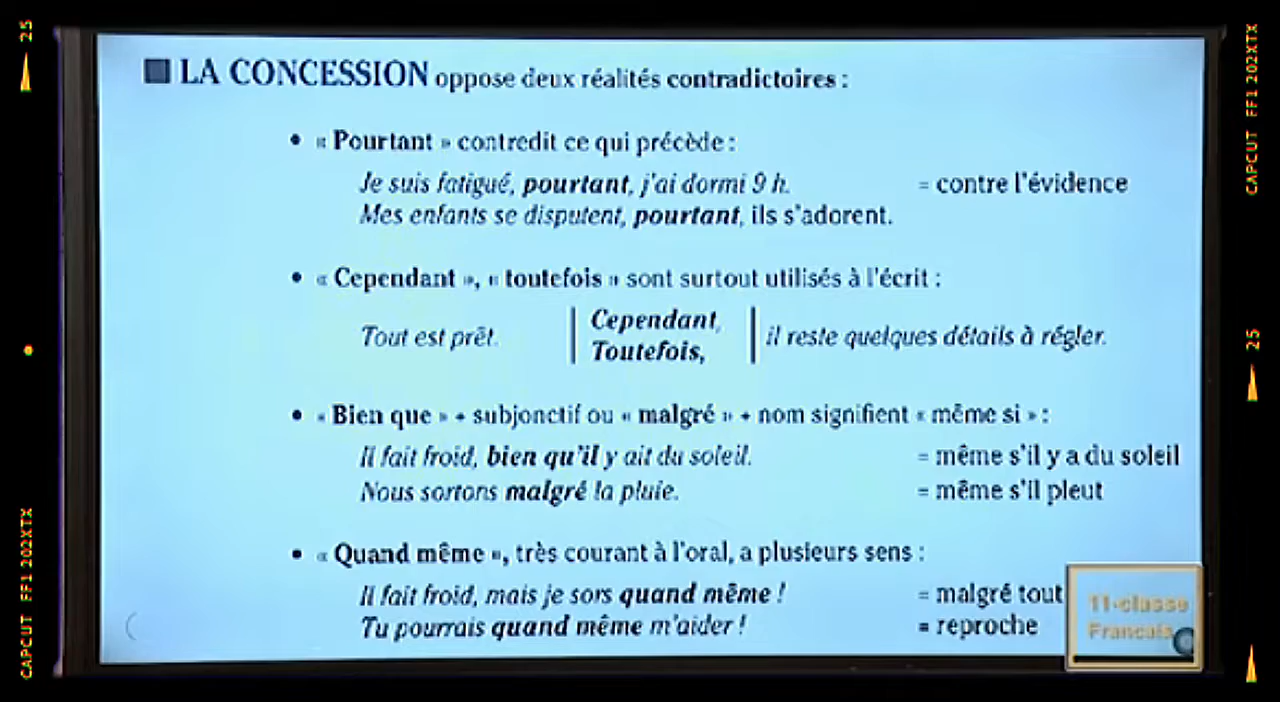 ■ LA CONCESSION oppose deux réalités contradictoires :
• « Pourtant » contredit ce qui précède :
Je suis fatigué, pourtant, j'ai dormi 9 h. = contre l'évidence
Mes enfants se disputent, pourtant, ils s'adorent.
• « Cependant », « toutefois » sont surtout utilisés à l'écrit :
Cependant,
Tout est prêt. il reste quelques détails à régler.
Toutefois,
• « Bien que » + subjonctif ou « malgré » + nom signifient « même si » :
Il fait froid, bien qu'il y ait du soleil. = même s'il y a du soleil
Nous sortons malgré la pluie. = même s'il pleut
• « Quand même », très courant à l'oral, a plusieurs sens :
Il fait froid, mais je sors quand même ! = malgré tout
Tu pourrais quand même m'aider ! = reproche
11-classe
Francais
25
CAPCUT FF1 202XTX
CAPCUT FF1 202XTX
25